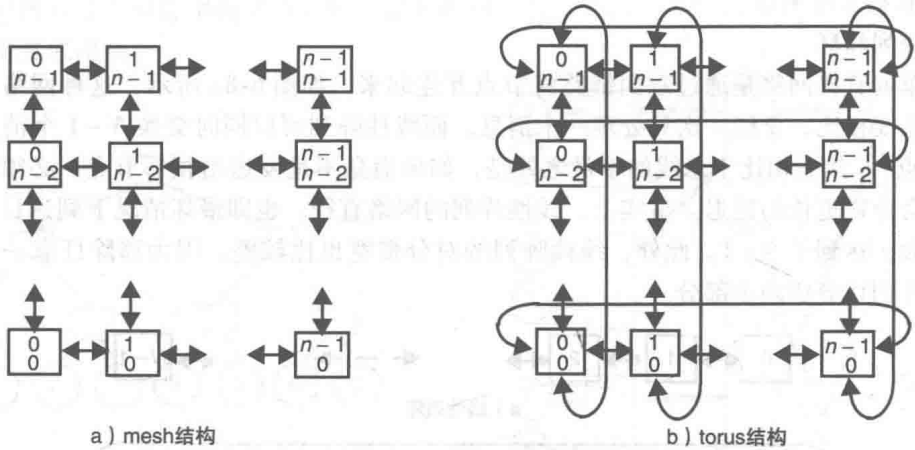 0 1 n-1 0 1 n-1
n-1 n-1 n-1 n-1 n-1 n-1
0 1 n-1 0 1 n-1
n-2 n-2 n-2 n-2 n-2 n-2
0 1 n-1 0 1 n-1
0 0 0 0 0 0
a）mesh结构 b）torus结构